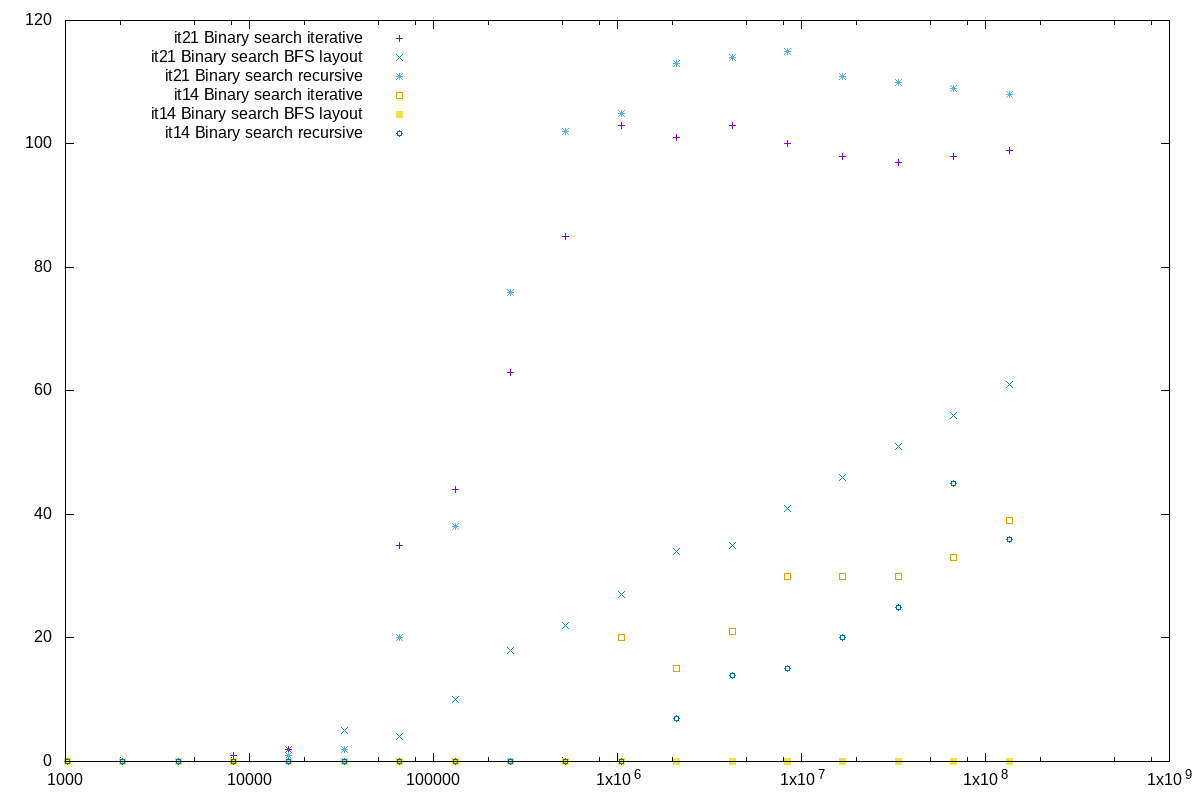 120
it21 Binary search iterative
it21 Binary search BFS layout
it21 Binary search recursive
it14 Binary search iterative
it14 Binary search BFS layout
it14 Binary search recursive
100
80
60
40
20
0
1000 10000 100000 1x10^6 1x10^7 1x10^8 1x10^9